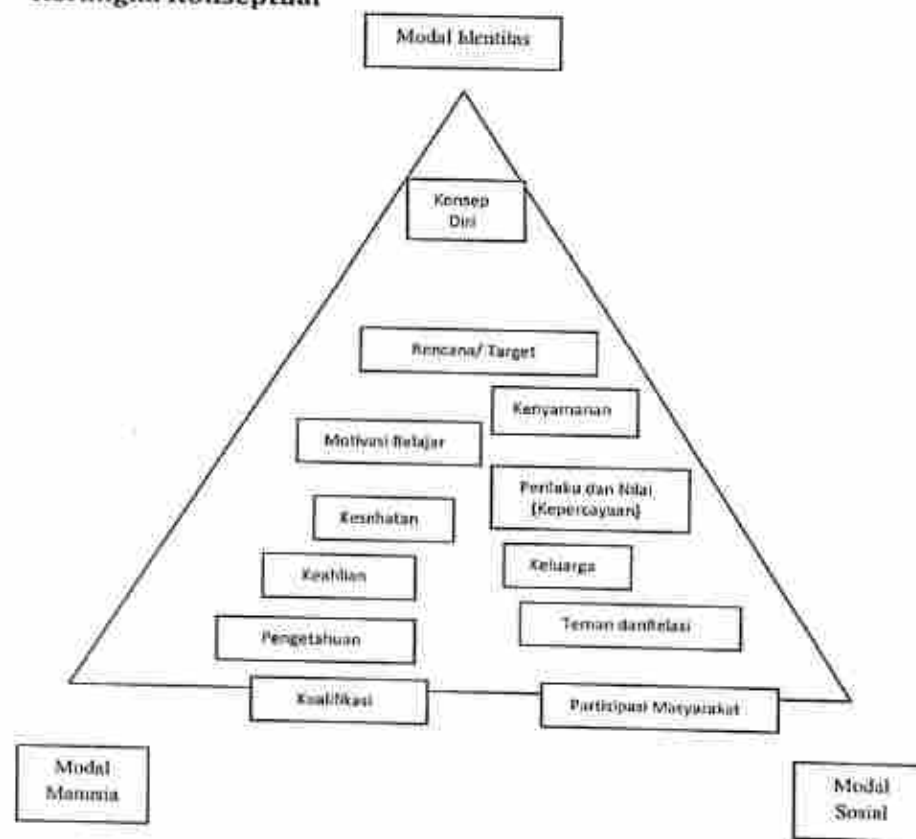 Kerangka Konseptual
Modal Identitas
Konsep
Diri
Rencana/ Target
Kenyamanan
Motivasi Belajar
Perilaku dan Nilai
(Kepercayaan)
Kesehatan
Keluarga
Keahlian
Teman danRelasi
Pengetahuan
Kualifikasi
Partisipasi Masyarakat
Modal
Manusia
Modal
Sosial